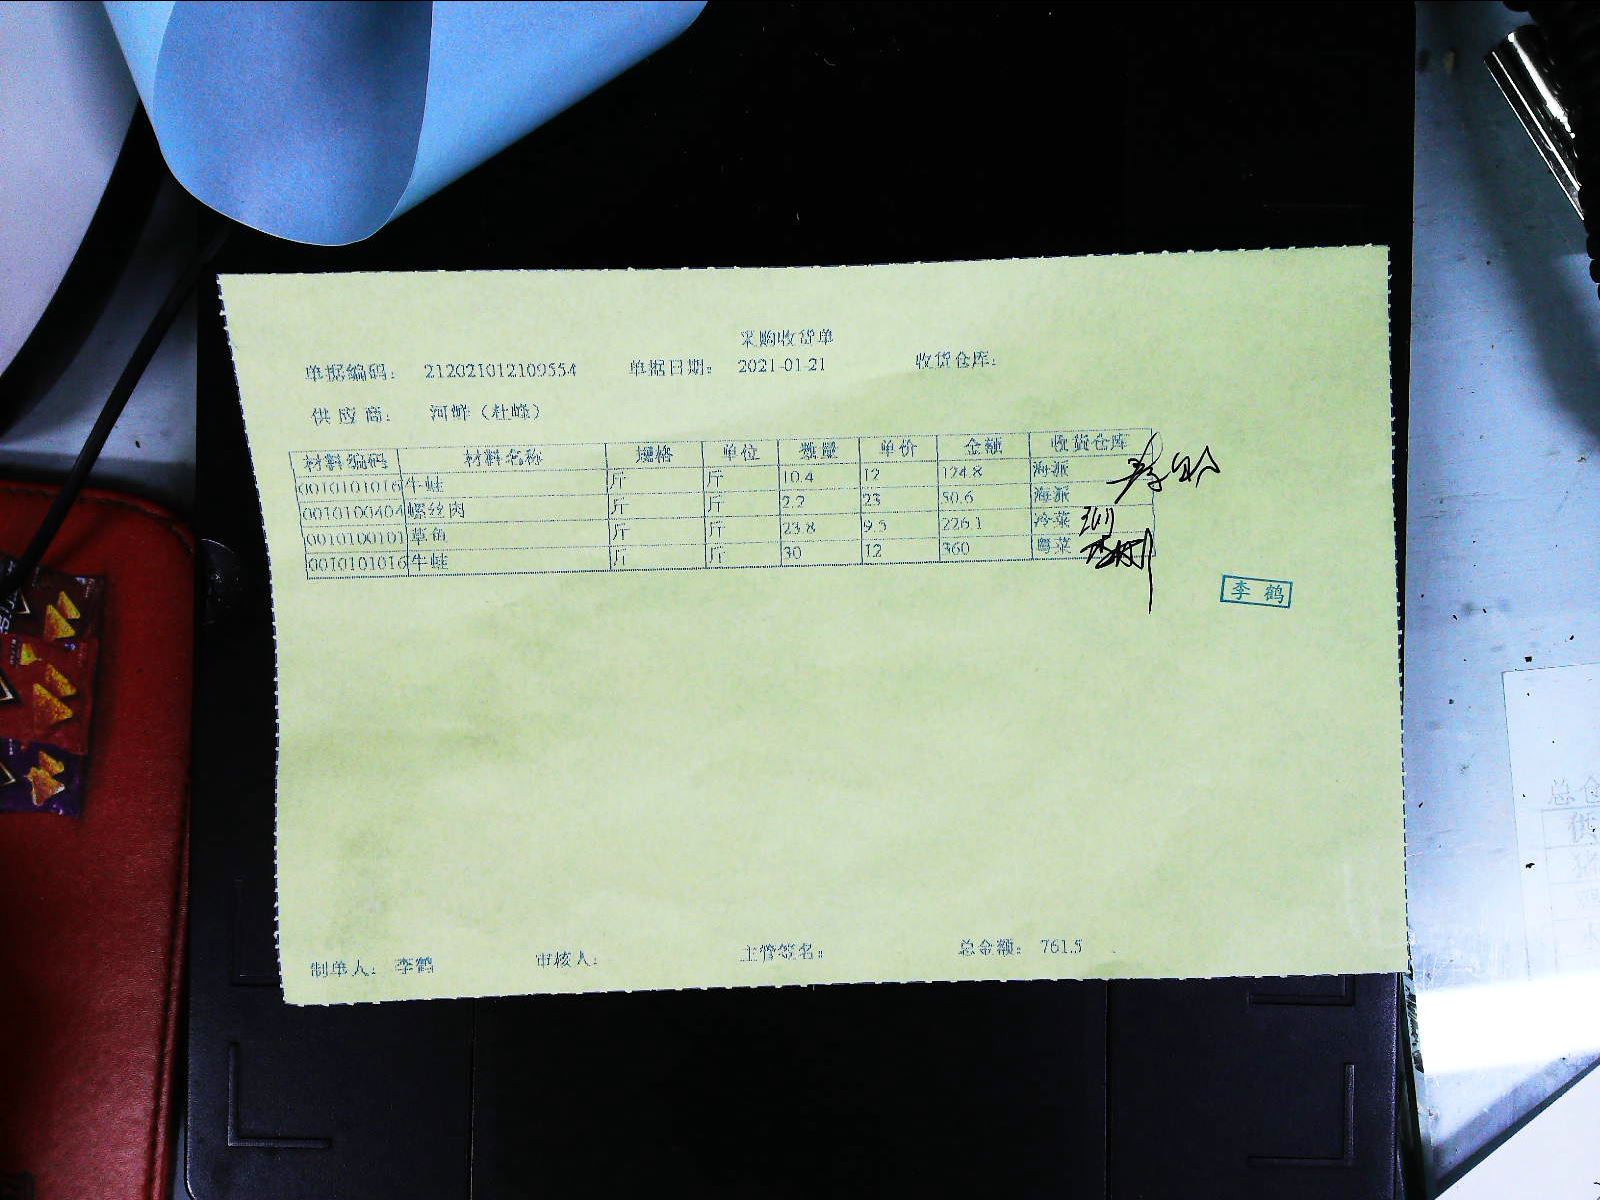 采购收货单
单据编码： 212021012109554 单据日期： 2021-01-21 收货仓库：
供应商： 河鲜（杜峰）
材料编码 材料名称 规格 单位 数量 单价 金额 收货仓库
0010101016 牛蛙 斤 斤 10.4 12 124.8 海派
0010100404 螺丝肉 斤 斤 2.2 23 50.6 海派
0010100101 草鱼 斤 斤 23.8 9.5 226.1 冷菜
0010101016 牛蛙 斤 斤 30 12 360 粤菜
李鹤
制单人： 李鹤 审核人： 主管签名： 总金额： 761.5
总仓
供
猪